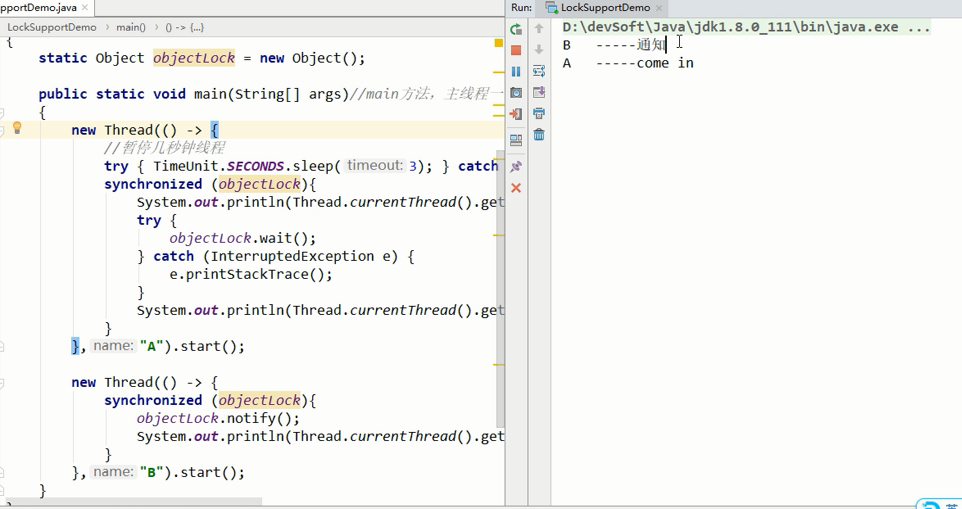 pportDemo.java
Run: LockSupportDemo
LockSupportDemo main() () -> {...}
{
static Object objectLock = new Object();
public static void main(String[] args)//main方法，主线程一
{
new Thread(() -> {
//暂停几秒钟线程
try { TimeUnit.SECONDS.sleep( timeout: 3); } catch
synchronized (objectLock){
System.out.println(Thread.currentThread().get
try {
objectLock.wait();
} catch (InterruptedException e) {
e.printStackTrace();
}
System.out.println(Thread.currentThread().get
}
}, name: "A").start();
new Thread(() -> {
synchronized (objectLock){
objectLock.notify();
System.out.println(Thread.currentThread().get
}
}, name: "B").start();
}
D:\devSoft\Java\jdk1.8.0_111\bin\java.exe ...
B -----通知
A -----come in